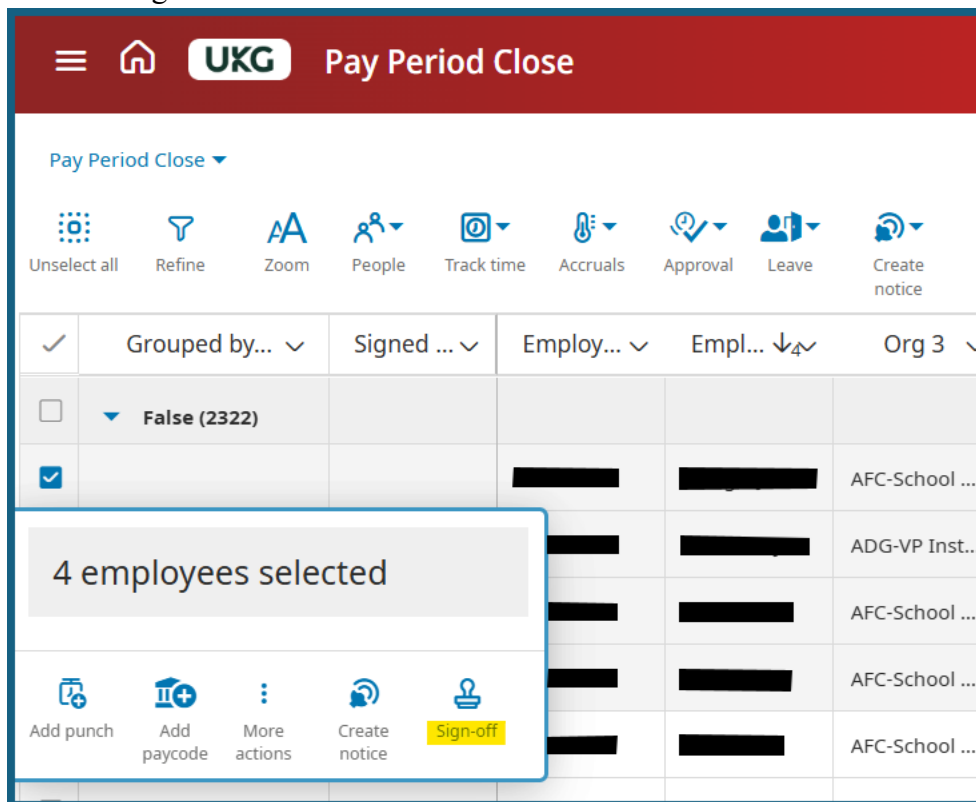 UKG Pay Period Close
Pay Period Close
Unselect all Refine Zoom People Track time Accruals Approval Leave Create
notice
Grouped by... Signed ... Employ... Empl... 4 Org 3
False (2322)
AFC-School ...
ADG-VP Inst...
4 employees selected
AFC-School ...
AFC-School ...
Add punch Add More Create Sign-off
paycode actions notice
AFC-School ...